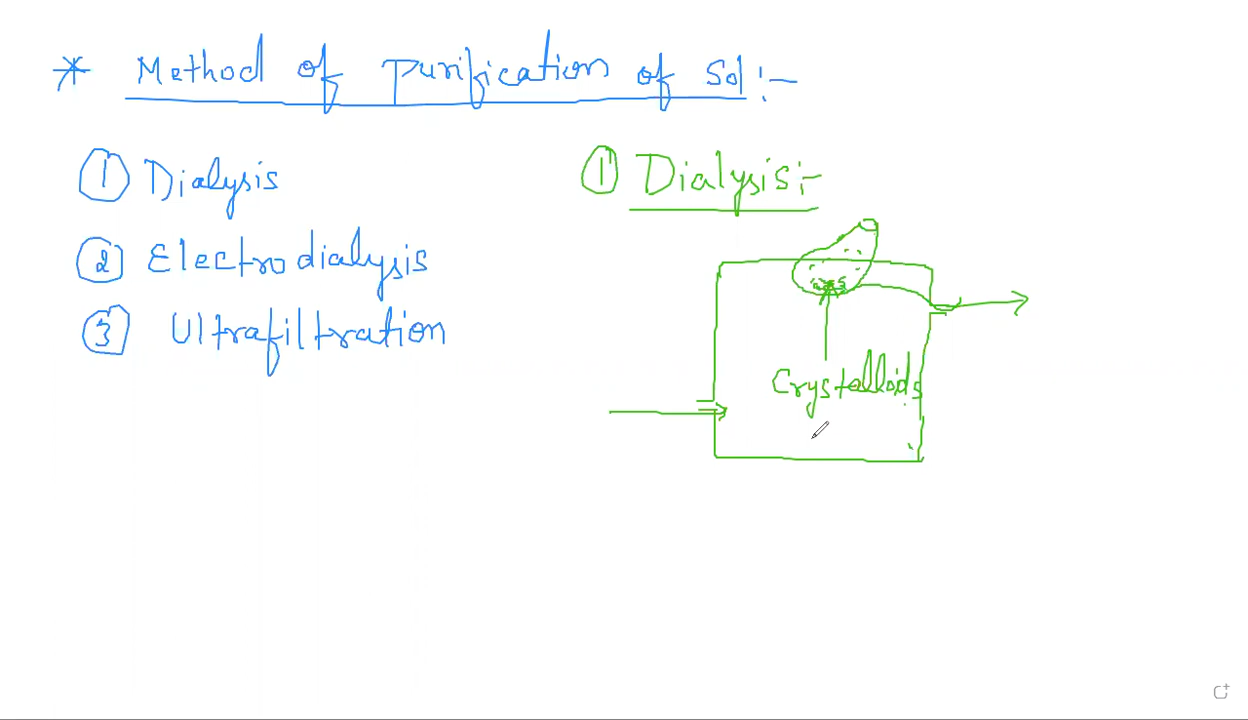 * Method of Purification of Sol :-
① Dialysis
② Electrodialysis
③ Ultrafiltration
① Dialysis :-
Crystalloids